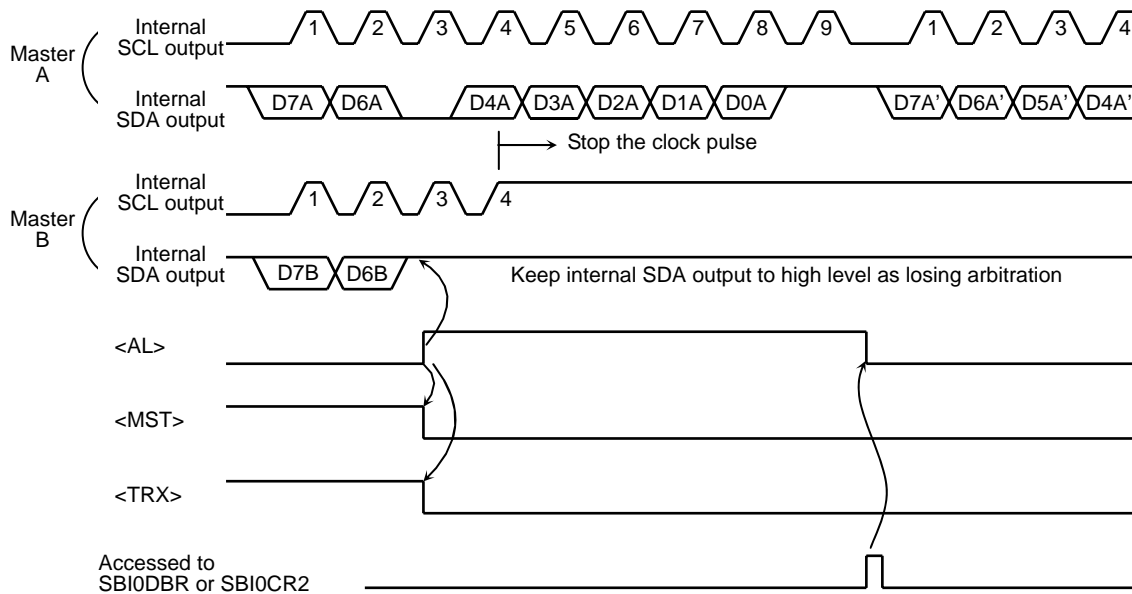 Master A
Internal SCL output
1 2 3 4 5 6 7 8 9 1 2 3 4
Internal SDA output
D7A D6A D4A D3A D2A D1A D0A D7A' D6A' D5A' D4A'
Stop the clock pulse
Master B
Internal SCL output
1 2 3 4
Internal SDA output
D7B D6B
Keep internal SDA output to high level as losing arbitration
<AL>
<MST>
<TRX>
Accessed to
SBI0DBR or SBI0CR2